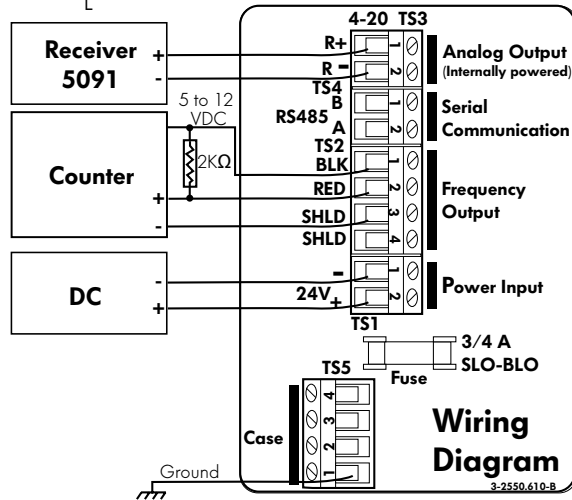 L
4-20 TS3
Receiver
5091
+
-
R+
R -
1
2
Analog Output
(Internally powered)
TS4
B
A
RS485
1
2
Serial
Communication
5 to 12
VDC
2KΩ
Counter
+
-
TS2
BLK
RED
SHLD
SHLD
1
2
3
4
Frequency
Output
DC
-
+
-
24V +
1
2
Power Input
TS1
3/4 A
SLO-BLO
Fuse
TS5
4
3
2
1
Case
Ground
Wiring
Diagram
3-2550.610-B